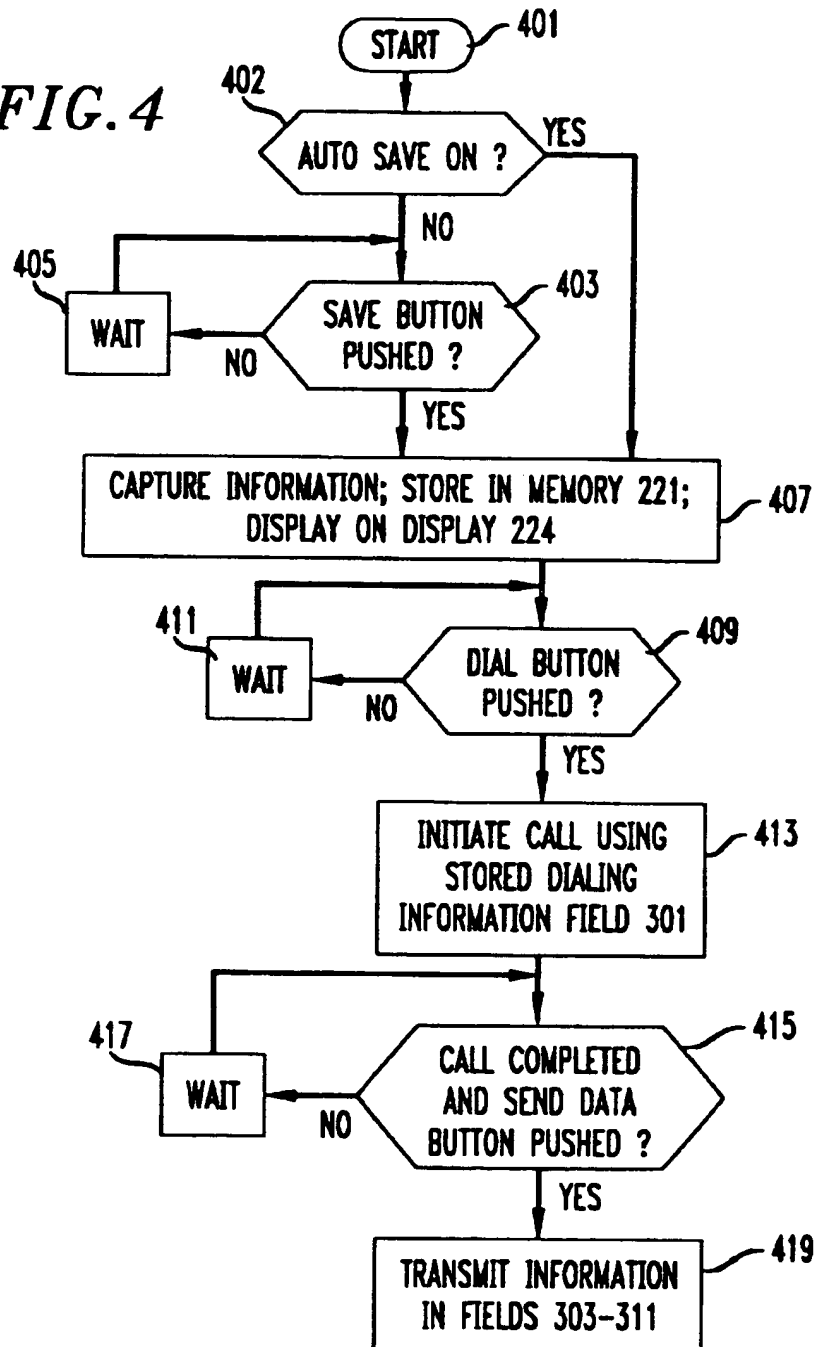 FIG. 4
START
401
402
AUTO SAVE ON ?
YES
NO
405
WAIT
NO
SAVE BUTTON
PUSHED ?
403
YES
CAPTURE INFORMATION; STORE IN MEMORY 221;
DISPLAY ON DISPLAY 224
407
411
WAIT
NO
DIAL BUTTON
PUSHED ?
409
YES
INITIATE CALL USING
STORED DIALING
INFORMATION FIELD 301
413
417
WAIT
NO
CALL COMPLETED
AND SEND DATA
BUTTON PUSHED ?
415
YES
TRANSMIT INFORMATION
IN FIELDS 303-311
419